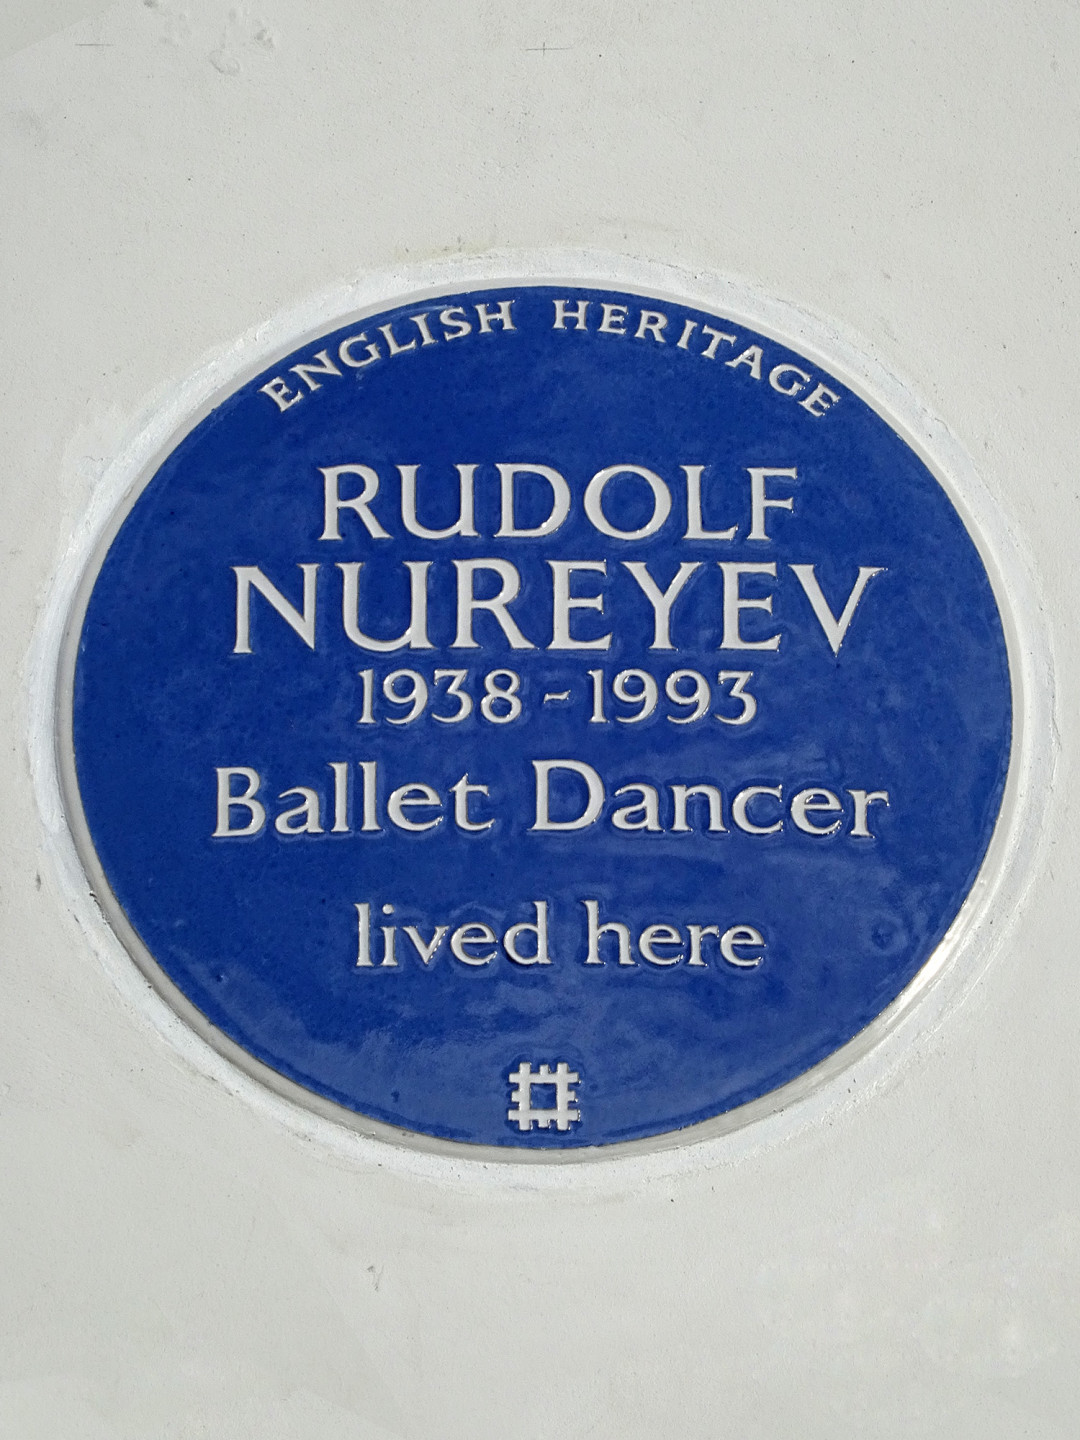 ENGLISH HERITAGE
RUDOLF
NUREYEV
1938 - 1993
Ballet Dancer
lived here